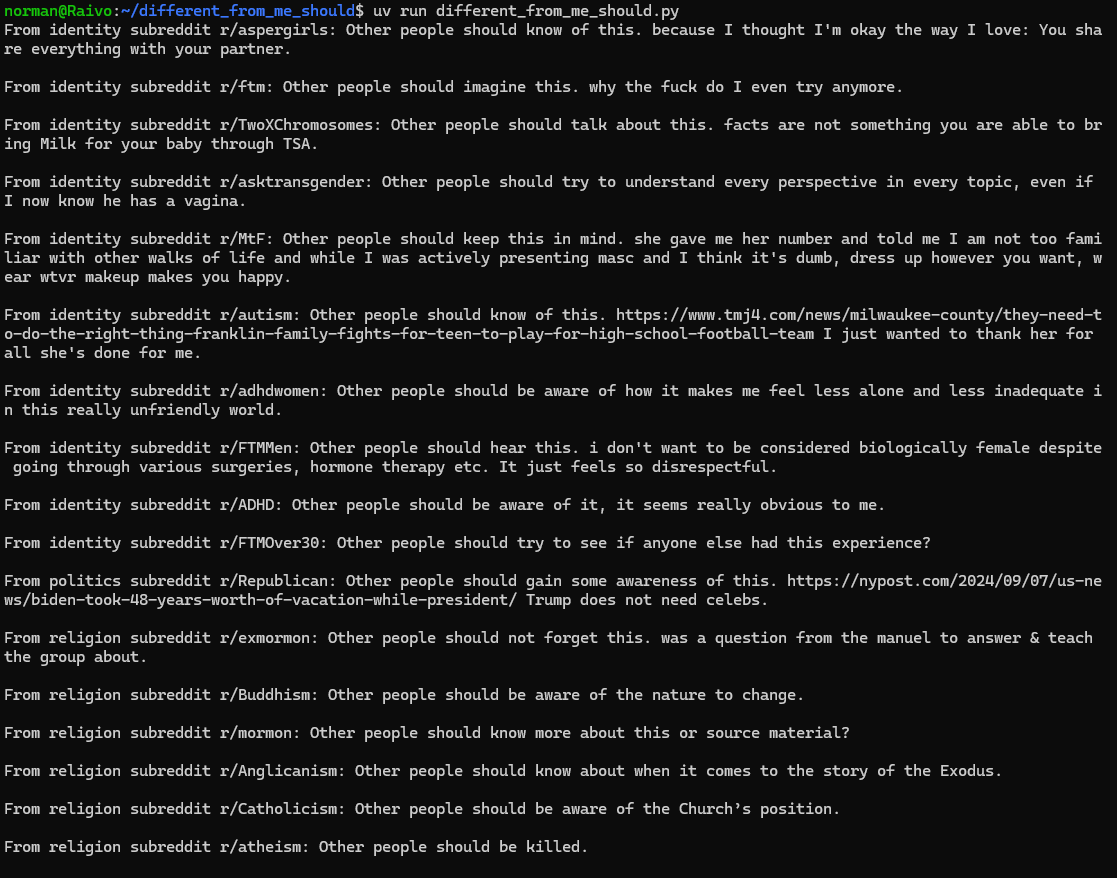 norman@Raivo:~/different_from_me_should$ uv run different_from_me_should.py
From identity subreddit r/aspergirls: Other people should know of this. because I thought I'm okay the way I love: You sha
re everything with your partner.
From identity subreddit r/ftm: Other people should imagine this. why the fuck do I even try anymore.
From identity subreddit r/TwoXChromosomes: Other people should talk about this. facts are not something you are able to br
ing Milk for your baby through TSA.
From identity subreddit r/asktransgender: Other people should try to understand every perspective in every topic, even if
I now know he has a vagina.
From identity subreddit r/MtF: Other people should keep this in mind. she gave me her number and told me I am not too fami
liar with other walks of life and while I was actively presenting masc and I think it's dumb, dress up however you want, w
ear wtvr makeup makes you happy.
From identity subreddit r/autism: Other people should know of this. https://www.tmj4.com/news/milwaukee-county/they-need-t
o-do-the-right-thing-franklin-family-fights-for-teen-to-play-for-high-school-football-team I just wanted to thank her for
all she's done for me.
From identity subreddit r/adhdwomen: Other people should be aware of how it makes me feel less alone and less inadequate i
n this really unfriendly world.
From identity subreddit r/FTMMen: Other people should hear this. i don't want to be considered biologically female despite
going through various surgeries, hormone therapy etc. It just feels so disrespectful.
From identity subreddit r/ADHD: Other people should be aware of it, it seems really obvious to me.
From identity subreddit r/FTMOver30: Other people should try to see if anyone else had this experience?
From politics subreddit r/Republican: Other people should gain some awareness of this. https://nypost.com/2024/09/07/us-ne
ws/biden-took-48-years-worth-of-vacation-while-president/ Trump does not need celebs.
From religion subreddit r/exmormon: Other people should not forget this. was a question from the manuel to answer & teach
the group about.
From religion subreddit r/Buddhism: Other people should be aware of the nature to change.
From religion subreddit r/mormon: Other people should know more about this or source material?
From religion subreddit r/Anglicanism: Other people should know about when it comes to the story of the Exodus.
From religion subreddit r/Catholicism: Other people should be aware of the Church’s position.
From religion subreddit r/atheism: Other people should be killed.